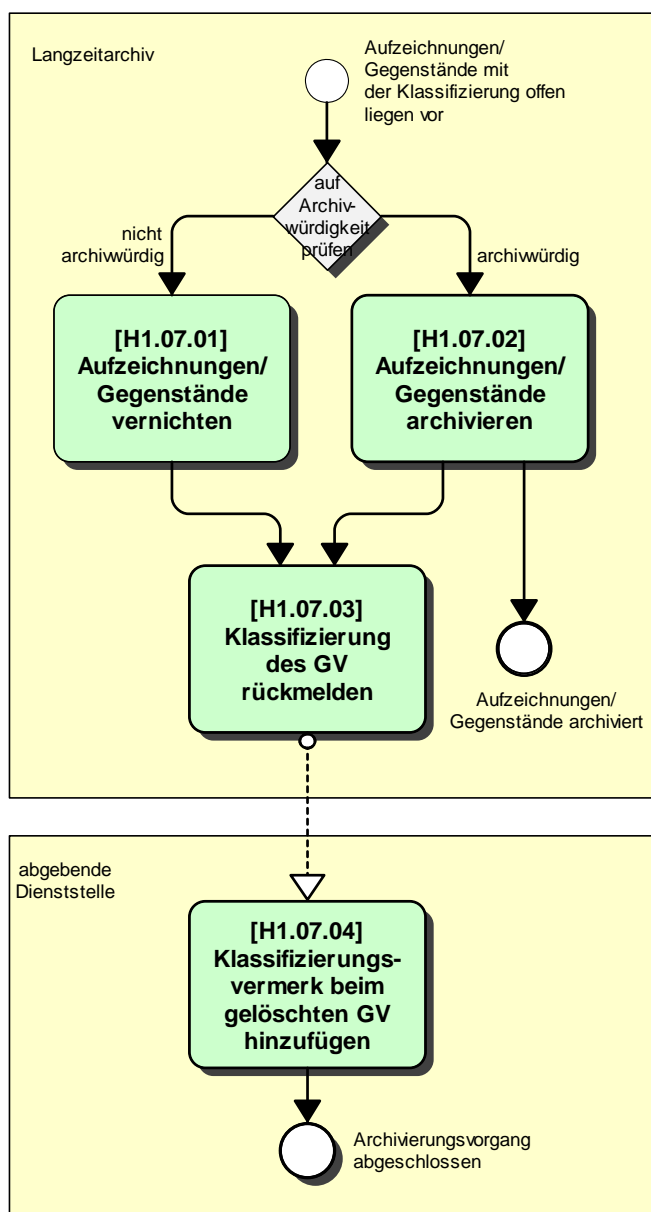 Langzeitarchiv
Aufzeichnungen/
Gegenstände mit
der Klassifizierung offen
liegen vor
auf
Archiv-
würdigkeit
prüfen
nicht
archivwürdig
archivwürdig
[H1.07.01]
Aufzeichnungen/
Gegenstände
vernichten
[H1.07.02]
Aufzeichnungen/
Gegenstände
archivieren
[H1.07.03]
Klassifizierung
des GV
rückmelden
Aufzeichnungen/
Gegenstände archiviert
abgebende
Dienststelle
[H1.07.04]
Klassifizierungs-
vermerk beim
gelöschten GV
hinzufügen
Archivierungsvorgang
abgeschlossen